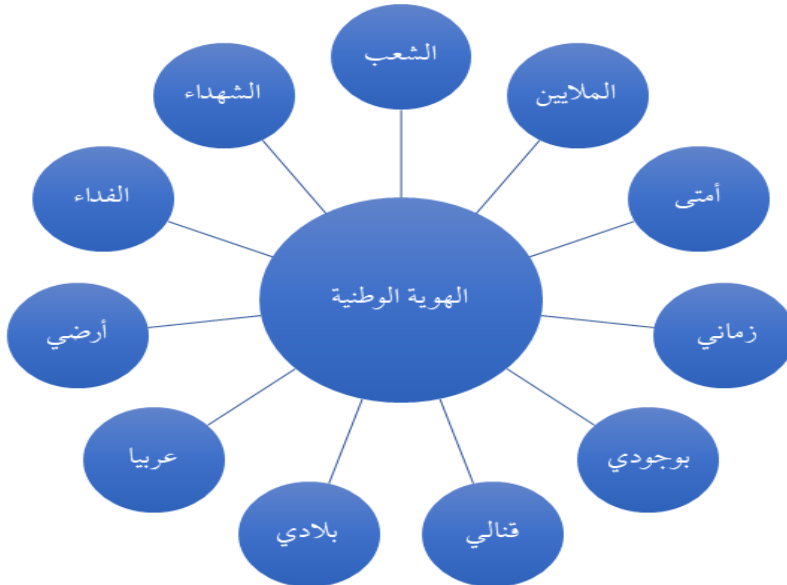 الشعب
الملايين
أمتى
زماني
بوجودي
قنالي
بلادي
عربيا
أرضي
الفداء
الشهداء
الهوية الوطنية